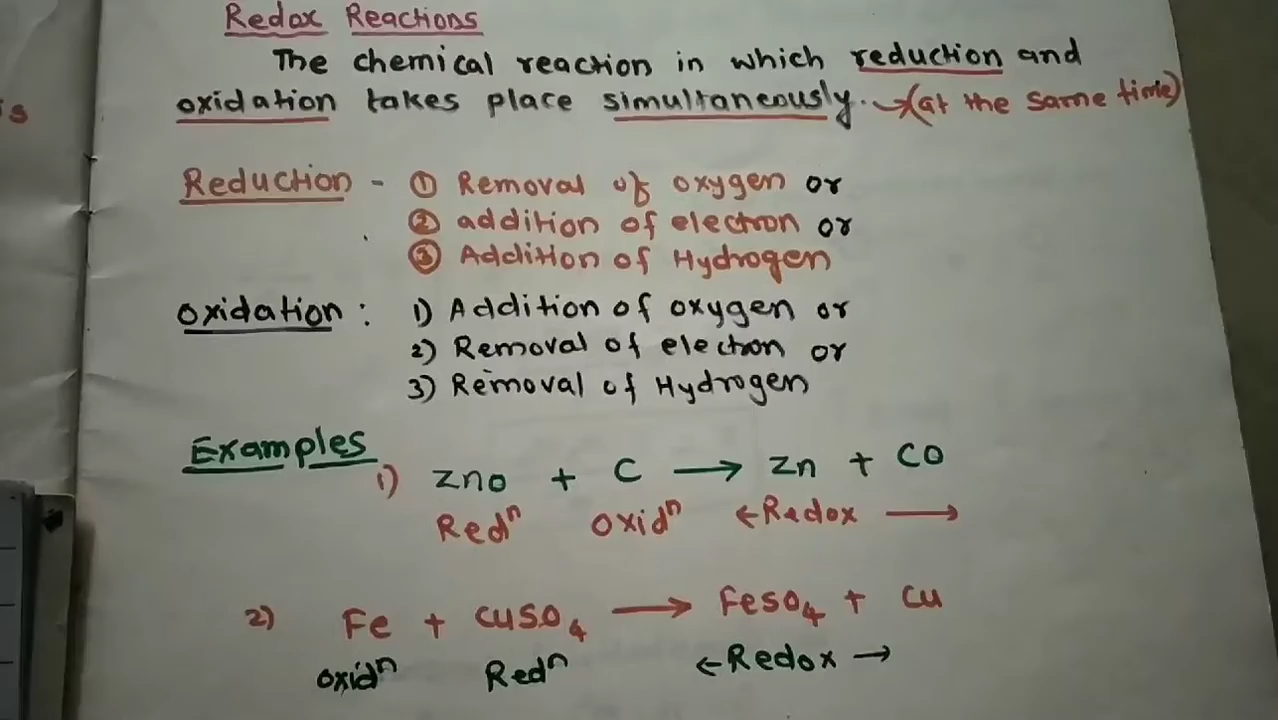 Redox Reactions
The chemical reaction in which reduction and
oxidation takes place simultaneously. → (at the same time)
s
Reduction - ① Removal of oxygen or
② addition of electron or
③ Addition of Hydrogen
Oxidation : 1) Addition of oxygen or
2) Removal of electron or
3) Removal of Hydrogen
Examples
1) ZnO + C → Zn + CO
Redⁿ Oxidⁿ ← Redox →
2) Fe + CuSO₄ → FeSO₄ + Cu
Oxidⁿ Redⁿ ← Redox →